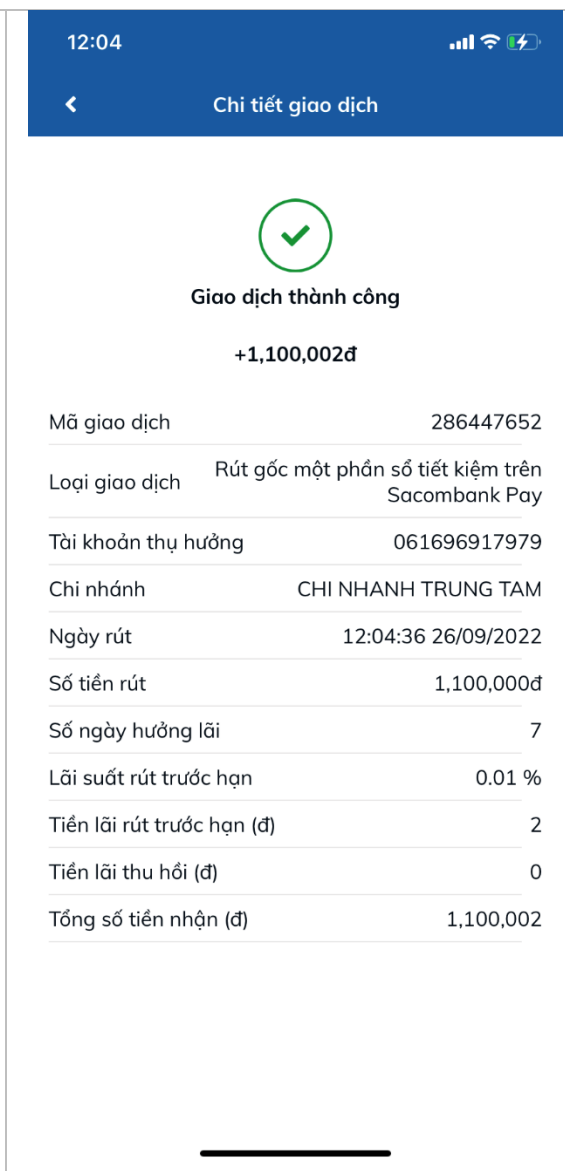 12:04
Chi tiết giao dịch
Giao dịch thành công
+1,100,002đ
Mã giao dịch 286447652
Loại giao dịch Rút gốc một phần sổ tiết kiệm trên
Sacombank Pay
Tài khoản thụ hưởng 061696917979
Chi nhánh CHI NHANH TRUNG TAM
Ngày rút 12:04:36 26/09/2022
Số tiền rút 1,100,000đ
Số ngày hưởng lãi 7
Lãi suất rút trước hạn 0.01 %
Tiền lãi rút trước hạn (đ) 2
Tiền lãi thu hồi (đ) 0
Tổng số tiền nhận (đ) 1,100,002